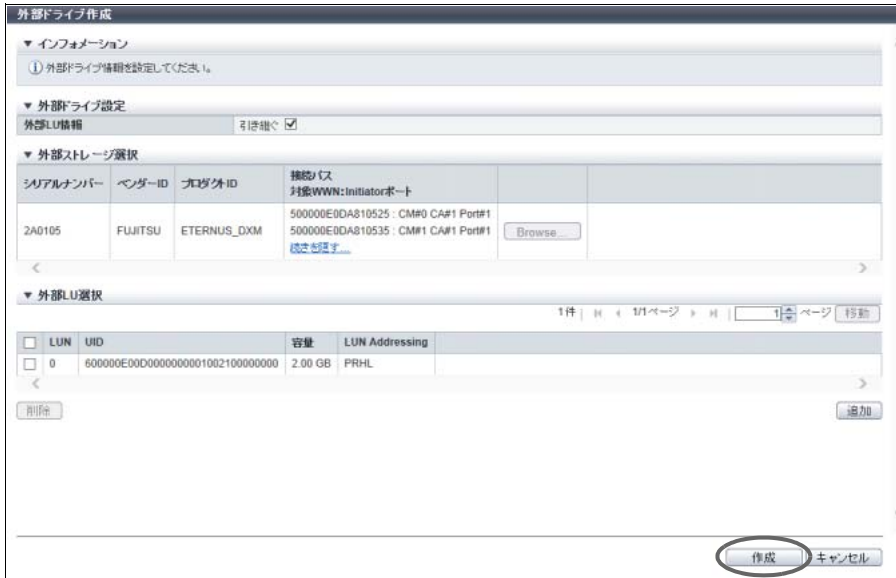 外部ドライブ作成
▼ インフォメーション
外部ドライブ情報を設定してください。
▼ 外部ドライブ設定
外部LU情報 引き継ぐ
▼ 外部ストレージ選択
シリアルナンバー ベンダーID プロダクトID 接続パス
対象WWN:Initiatorポート
500000E0DA810525 : CM#0 CA#1 Port#1
2A0105 FUJITSU ETERNUS_DXM 500000E0DA810535 : CM#1 CA#1 Port#1 Browse...
続きを隠す...
▼ 外部LU選択
1件 1/1ページ 1 ページ 移動
LUN UID 容量 LUN Addressing
0 600000E00D0000000001002100000000 2.00 GB PRHL
削除 追加
作成 キャンセル